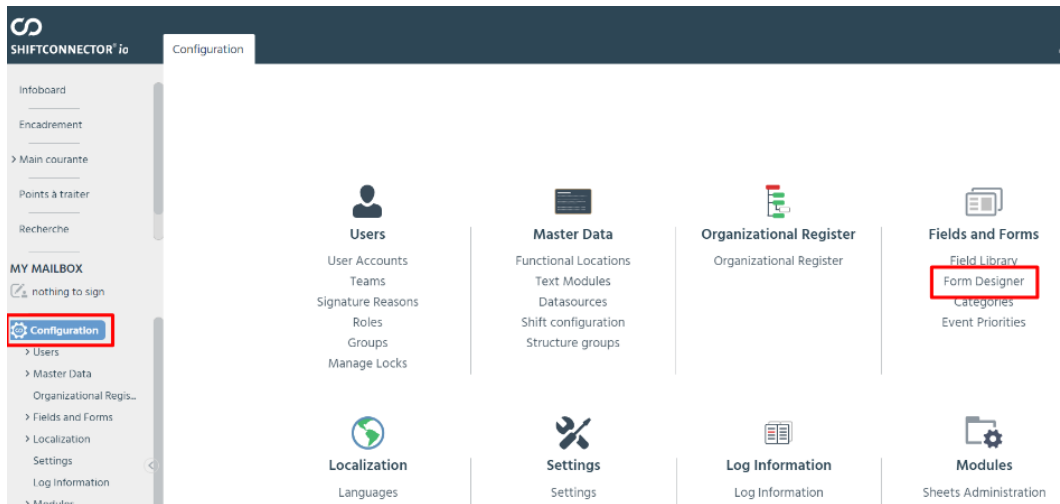 SHIFTCONNECTOR® io
Configuration
Infoboard
Encadrement
> Main courante
Points à traiter
Recherche
MY MAILBOX
nothing to sign
Configuration
> Users
> Master Data
Organizational Regis...
> Fields and Forms
> Localization
Settings
Log Information
> Modules
Users
User Accounts
Teams
Signature Reasons
Roles
Groups
Manage Locks
Master Data
Functional Locations
Text Modules
Datasources
Shift configuration
Structure groups
Organizational Register
Organizational Register
Fields and Forms
Field Library
Form Designer
Categories
Event Priorities
Localization
Languages
Settings
Settings
Log Information
Log Information
Modules
Sheets Administration